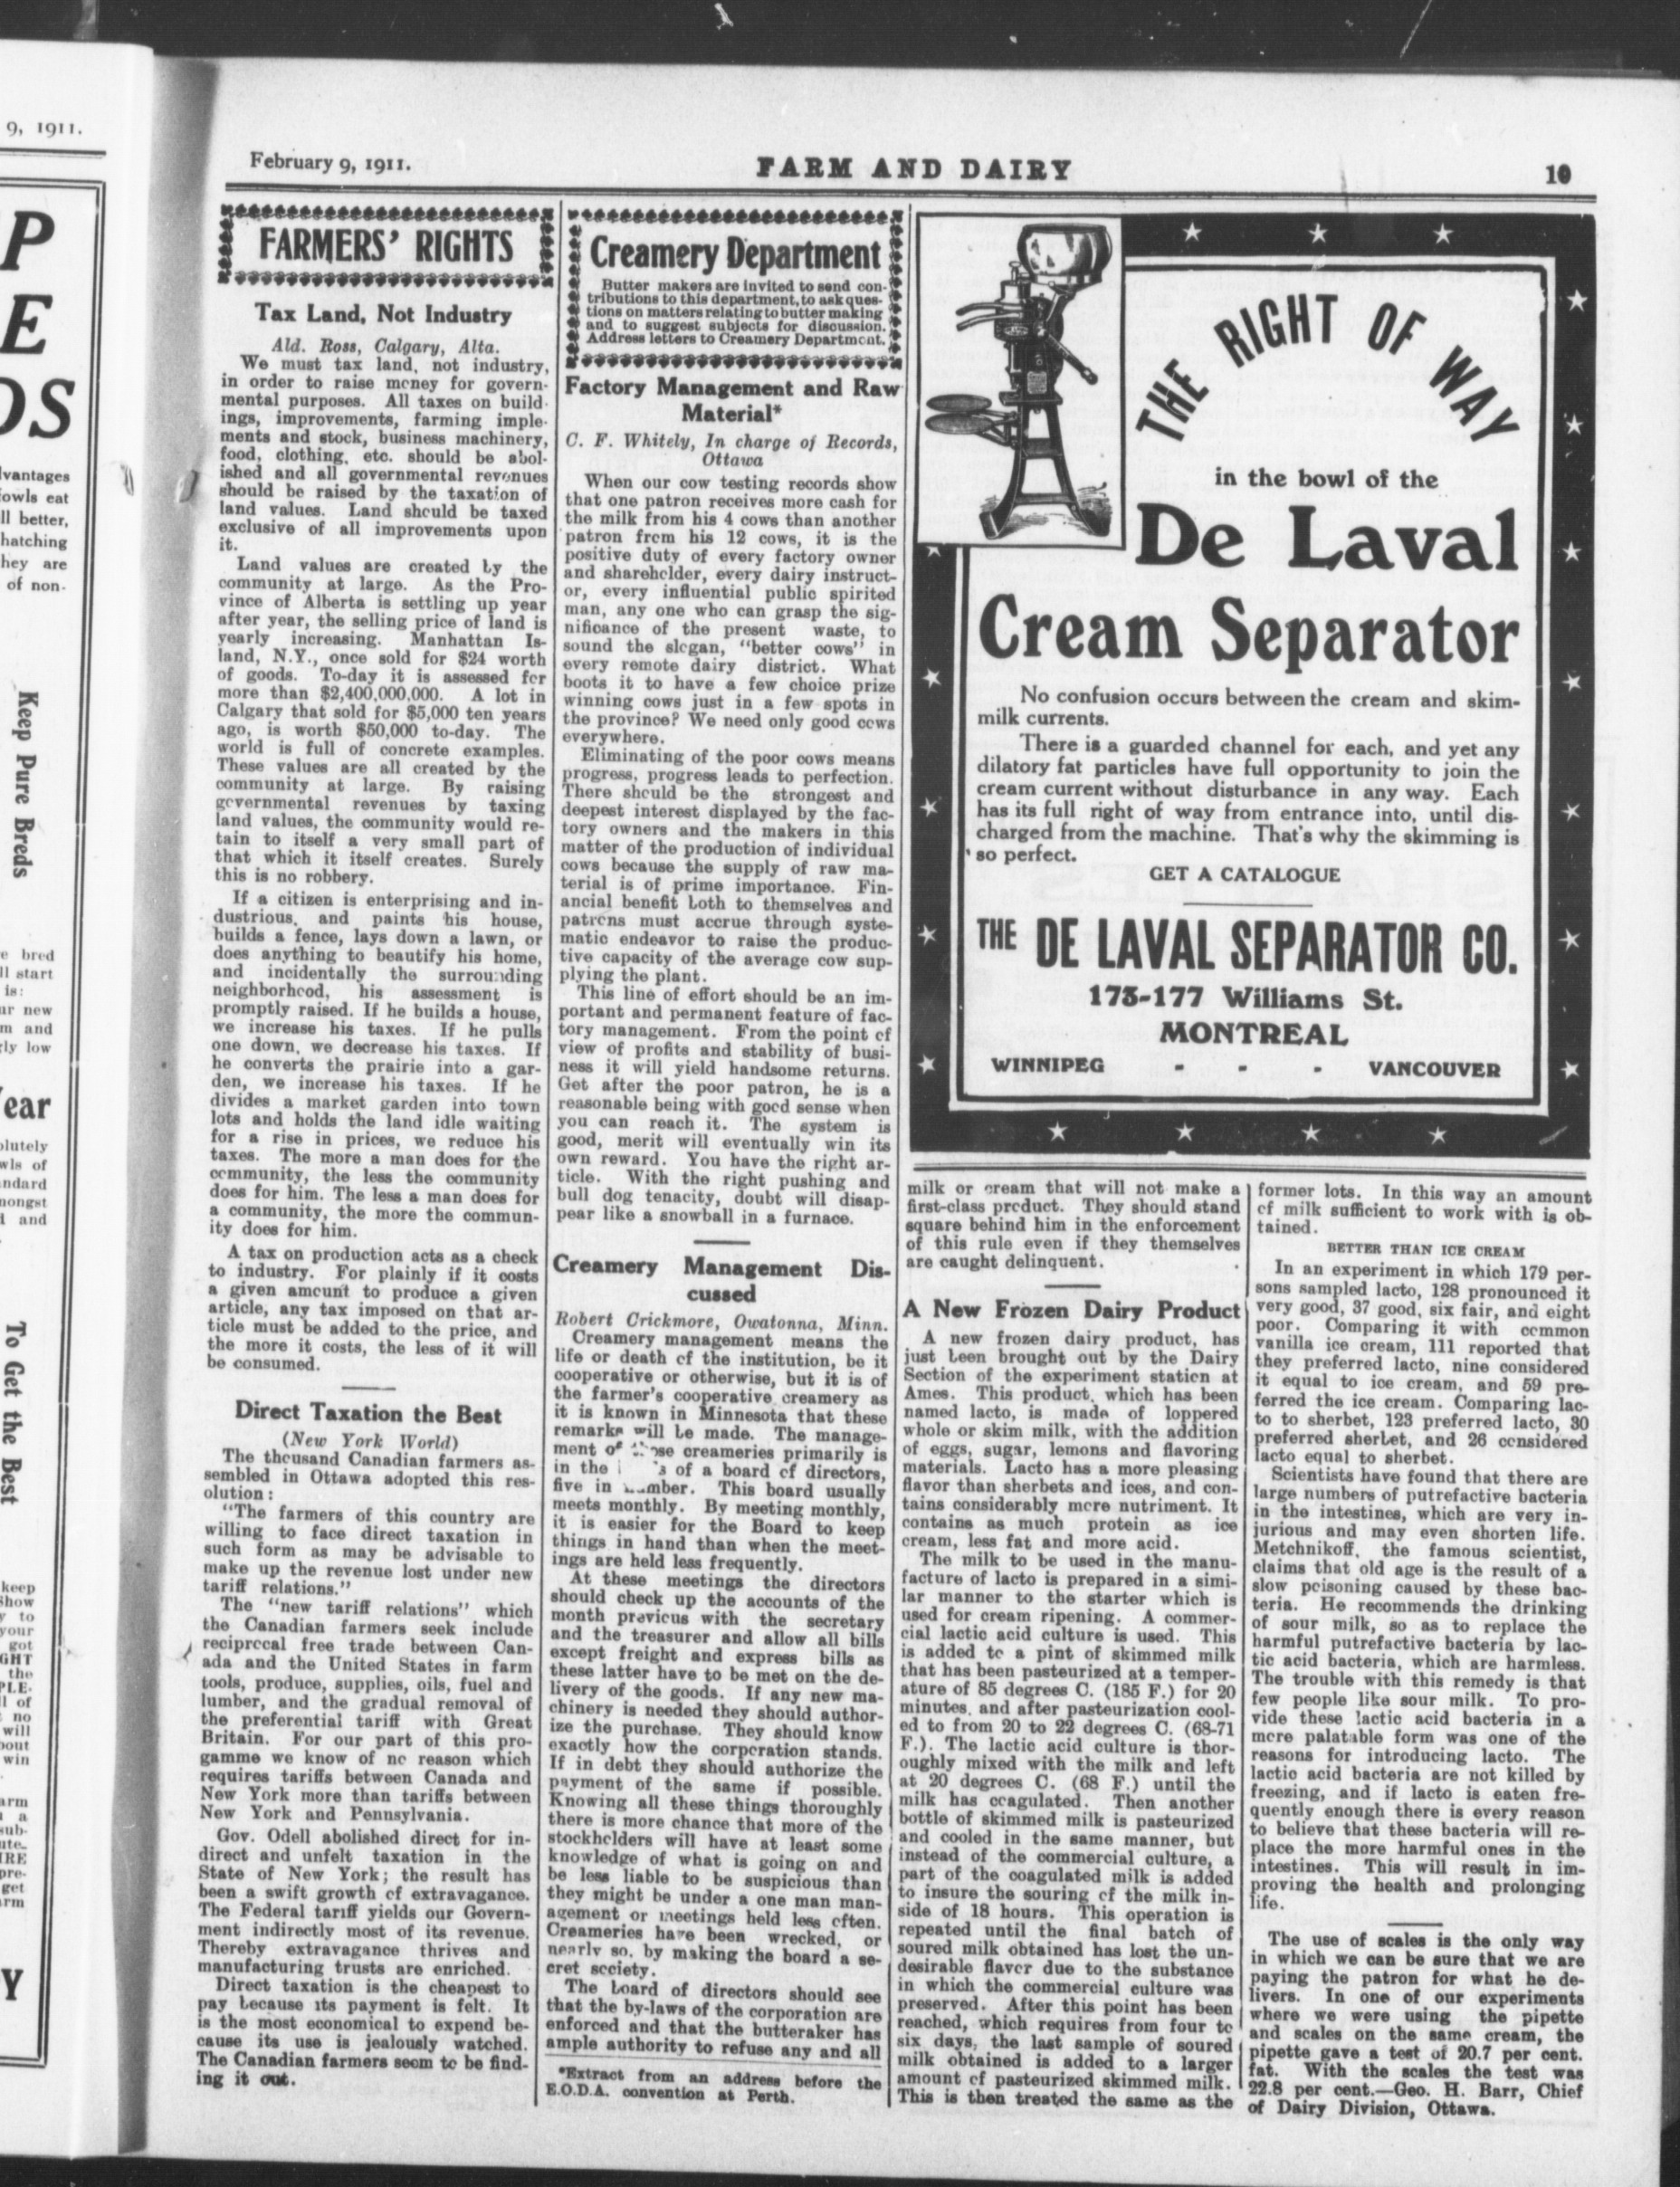 9, 1911.
P
E
DS
lvantages
owls eat
ll better,
hatching
hey are
of non-
Keep Pure Breds
e bred
ll start
is:
ur new
m and
rly low
ear
olutely
wls of
andard
mongst
l and
To Get the Best
keep
Show
y to
your
got
GHT
the
PLE-
ll of
no
will
bout
win
arm
a
sub-
ute-
IRE
pre-
get
arm
Y
February 9, 1911.
FARM AND DAIRY
FARMERS' RIGHTS
Tax Land, Not Industry
Ald. Ross, Calgary, Alta.
We must tax land, not industry,
in order to raise money for govern-
mental purposes. All taxes on build-
ings, improvements, farming imple-
ments and stock, business machinery,
food, clothing, etc. should be abol-
ished and all governmental revenues
should be raised by the taxation of
land values. Land should be taxed
exclusive of all improvements upon
it.
Land values are created by the
community at large. As the Pro-
vince of Alberta is settling up year
after year, the selling price of land is
yearly increasing. Manhattan Is-
land, N.Y., once sold for $24 worth
of goods. To-day it is assessed for
more than $2,400,000,000. A lot in
Calgary that sold for $5,000 ten years
ago, is worth $50,000 to-day. The
world is full of concrete examples.
These values are all created by the
community at large. By raising
governmental revenues by taxing
land values, the community would re-
tain to itself a very small part of
that which it itself creates. Surely
this is no robbery.
If a citizen is enterprising and in-
dustrious, and paints his house,
builds a fence, lays down a lawn, or
does anything to beautify his home,
and incidentally the surrounding
neighborhood, his assessment is
promptly raised. If he builds a house,
we increase his taxes. If he pulls
one down, we decrease his taxes. If
he converts the prairie into a gar-
den, we increase his taxes. If he
divides a market garden into town
lots and holds the land idle waiting
for a rise in prices, we reduce his
taxes. The more a man does for the
community, the less the community
does for him. The less a man does for
a community, the more the commun-
ity does for him.
A tax on production acts as a check
to industry. For plainly if it costs
a given amount to produce a given
article, any tax imposed on that ar-
ticle must be added to the price, and
the more it costs, the less of it will
be consumed.
Direct Taxation the Best
(New York World)
The thousand Canadian farmers as-
sembled in Ottawa adopted this res-
olution:
"The farmers of this country are
willing to face direct taxation in
such form as may be advisable to
make up the revenue lost under new
tariff relations."
The "new tariff relations" which
the Canadian farmers seek include
reciprocal free trade between Can-
ada and the United States in farm
tools, produce, supplies, oils, fuel and
lumber, and the gradual removal of
the preferential tariff with Great
Britain. For our part of this pro-
gamme we know of no reason which
requires tariffs between Canada and
New York more than tariffs between
New York and Pennsylvania.
Gov. Odell abolished direct for in-
direct and unfelt taxation in the
State of New York; the result has
been a swift growth of extravagance.
The Federal tariff yields our Govern-
ment indirectly most of its revenue.
Thereby extravagance thrives and
manufacturing trusts are enriched.
Direct taxation is the cheapest to
pay because its payment is felt. It
is the most economical to expend be-
cause its use is jealously watched.
The Canadian farmers seem to be find-
ing it out.
Creamery Department
Butter makers are invited to send con-
tributions to this department, to ask ques-
tions on matters relating to butter making
and to suggest subjects for discussion.
Address letters to Creamery Department.
Factory Management and Raw
Material*
C. F. Whitely, In charge of Records,
Ottawa
When our cow testing records show
that one patron receives more cash for
the milk from his 4 cows than another
patron from his 12 cows, it is the
positive duty of every factory owner
and shareholder, every dairy instruct-
or, every influential public spirited
man, any one who can grasp the sig-
nificance of the present waste, to
sound the slogan, "better cows" in
every remote dairy district. What
boots it to have a few choice prize
winning cows just in a few spots in
the province? We need only good cows
everywhere.
Eliminating of the poor cows means
progress, progress leads to perfection.
There should be the strongest and
deepest interest displayed by the fac-
tory owners and the makers in this
matter of the production of individual
cows because the supply of raw ma-
terial is of prime importance. Fin-
ancial benefit both to themselves and
patrons must accrue through syste-
matic endeavor to raise the produc-
tive capacity of the average cow sup-
plying the plant.
This line of effort should be an im-
portant and permanent feature of fac-
tory management. From the point of
view of profits and stability of busi-
ness it will yield handsome returns.
Get after the poor patron, he is a
reasonable being with good sense when
you can reach it. The system is
good, merit will eventually win its
own reward. You have the right ar-
ticle. With the right pushing and
bull dog tenacity, doubt will disap-
pear like a snowball in a furnace.
Creamery Management Dis-
cussed
Robert Crickmore, Owatonna, Minn.
Creamery management means the
life or death of the institution, be it
cooperative or otherwise, but it is of
the farmer's cooperative creamery as
it is known in Minnesota that these
remarks will be made. The manage-
ment of those creameries primarily is
in the of a board of directors,
five in number. This board usually
meets monthly. By meeting monthly,
it is easier for the Board to keep
things in hand than when the meet-
ings are held less frequently.
At these meetings the directors
should check up the accounts of the
month previous with the secretary
and the treasurer and allow all bills
except freight and express bills as
these latter have to be met on the de-
livery of the goods. If any new ma-
chinery is needed they should author-
ize the purchase. They should know
exactly how the corporation stands.
If in debt they should authorize the
payment of the same if possible.
Knowing all these things thoroughly
there is more chance that more of the
stockholders will have at least some
knowledge of what is going on and
be less liable to be suspicious than
they might be under a one man man-
agement or meetings held less often.
Creameries have been wrecked, or
nearly so, by making the board a se-
cret society.
The board of directors should see
that the by-laws of the corporation are
enforced and that the butteraker has
ample authority to refuse any and all
*Extract from an address before the
E.O.D.A. convention at Perth.
THE RIGHT OF WAY
in the bowl of the
De Laval
Cream Separator
No confusion occurs between the cream and skim-
milk currents.
There is a guarded channel for each, and yet any
dilatory fat particles have full opportunity to join the
cream current without disturbance in any way. Each
has its full right of way from entrance into, until dis-
charged from the machine. That's why the skimming is
so perfect.
GET A CATALOGUE
THE DE LAVAL SEPARATOR CO.
173-177 Williams St.
MONTREAL
WINNIPEG - - - VANCOUVER
milk or cream that will not make a
first-class product. They should stand
square behind him in the enforcement
of this rule even if they themselves
are caught delinquent.
A New Frozen Dairy Product
A new frozen dairy product, has
just been brought out by the Dairy
Section of the experiment station at
Ames. This product, which has been
named lacto, is made of loppered
whole or skim milk, with the addition
of eggs, sugar, lemons and flavoring
materials. Lacto has a more pleasing
flavor than sherbets and ices, and con-
tains considerably more nutriment. It
contains as much protein as ice
cream, less fat and more acid.
The milk to be used in the manu-
facture of lacto is prepared in a simi-
lar manner to the starter which is
used for cream ripening. A commer-
cial lactic acid culture is used. This
is added to a pint of skimmed milk
that has been pasteurized at a temper-
ature of 85 degrees C. (185 F.) for 20
minutes, and after pasteurization cool-
ed to from 20 to 22 degrees C. (68-71
F.). The lactic acid culture is thor-
oughly mixed with the milk and left
at 20 degrees C. (68 F.) until the
milk has coagulated. Then another
bottle of skimmed milk is pasteurized
and cooled in the same manner, but
instead of the commercial culture, a
part of the coagulated milk is added
to insure the souring of the milk in-
side of 18 hours. This operation is
repeated until the final batch of
soured milk obtained has lost the un-
desirable flavor due to the substance
in which the commercial culture was
preserved. After this point has been
reached, which requires from four to
six days, the last sample of soured
milk obtained is added to a larger
amount of pasteurized skimmed milk.
This is then treated the same as the
former lots. In this way an amount
of milk sufficient to work with is ob-
tained.
BETTER THAN ICE CREAM
In an experiment in which 179 per-
sons sampled lacto, 128 pronounced it
very good, 37 good, six fair, and eight
poor. Comparing it with common
vanilla ice cream, 111 reported that
they preferred lacto, nine considered
it equal to ice cream, and 59 pre-
ferred the ice cream. Comparing lac-
to to sherbet, 123 preferred lacto, 30
preferred sherbet, and 26 considered
lacto equal to sherbet.
Scientists have found that there are
large numbers of putrefactive bacteria
in the intestines, which are very in-
jurious and may even shorten life.
Metchnikoff, the famous scientist,
claims that old age is the result of a
slow poisoning caused by these bac-
teria. He recommends the drinking
of sour milk, so as to replace the
harmful putrefactive bacteria by lac-
tic acid bacteria, which are harmless.
The trouble with this remedy is that
few people like sour milk. To pro-
vide these lactic acid bacteria in a
more palatable form was one of the
reasons for introducing lacto. The
lactic acid bacteria are not killed by
freezing, and if lacto is eaten fre-
quently enough there is every reason
to believe that these bacteria will re-
place the more harmful ones in the
intestines. This will result in im-
proving the health and prolonging
life.
The use of scales is the only way
in which we can be sure that we are
paying the patron for what he de-
livers. In one of our experiments
where we were using the pipette
and scales on the same cream, the
pipette gave a test of 20.7 per cent.
fat. With the scales the test was
22.8 per cent.—Geo. H. Barr, Chief
of Dairy Division, Ottawa.